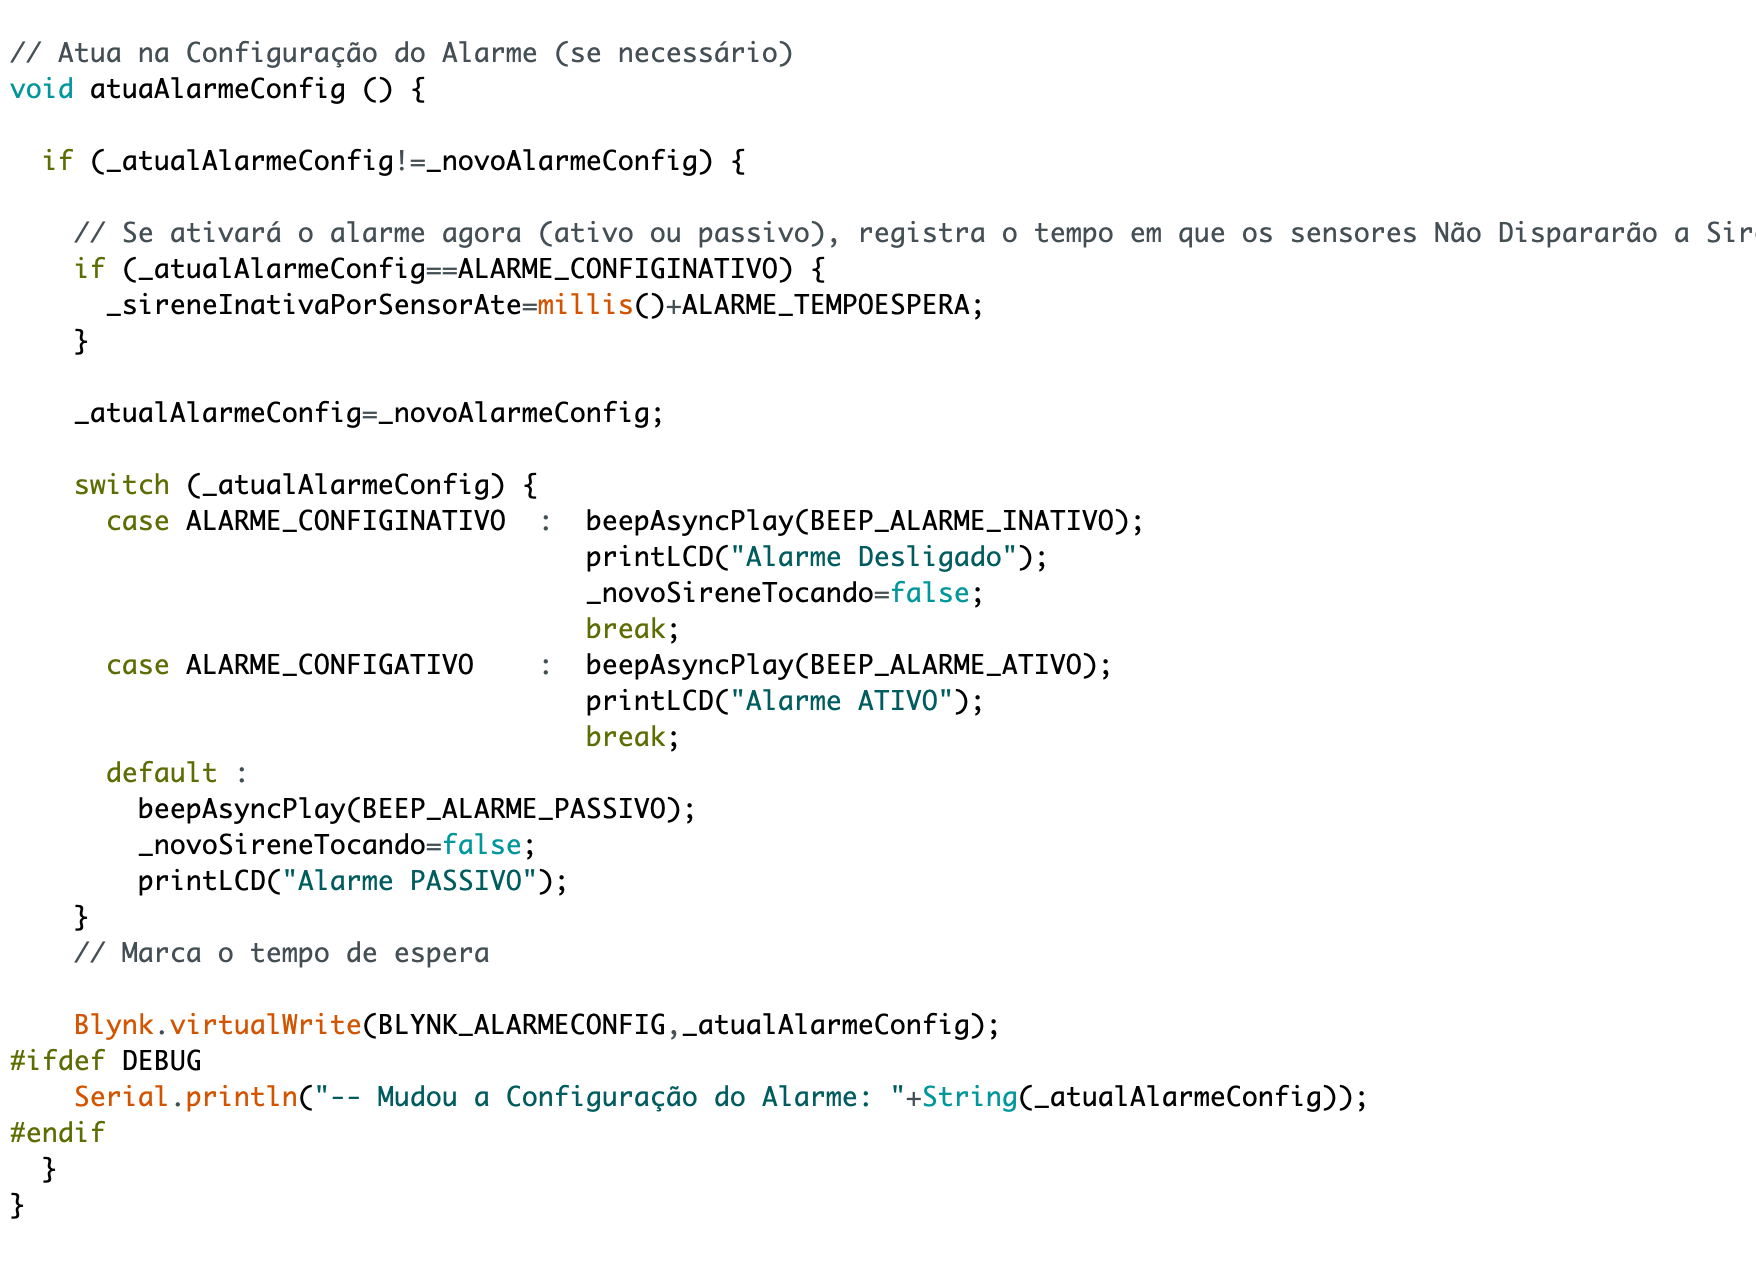 // Atua na Configuração do Alarme (se necessário)
void atuaAlarmeConfig () {
if (_atualAlarmeConfig!=_novoAlarmeConfig) {
// Se ativará o alarme agora (ativo ou passivo), registra o tempo em que os sensores Não Dispararão a
if (_atualAlarmeConfig==ALARME_CONFIGINATIVO) {
_sireneInativaPorSensorAte=millis()+ALARME_TEMPOESPERA;
}
_atualAlarmeConfig=_novoAlarmeConfig;
switch (_atualAlarmeConfig) {
case ALARME_CONFIGINATIVO : beepAsyncPlay(BEEP_ALARME_INATIVO);
printLCD("Alarme Desligado");
_novoSireneTocando=false;
break;
case ALARME_CONFIGATIVO : beepAsyncPlay(BEEP_ALARME_ATIVO);
printLCD("Alarme ATIVO");
break;
default :
beepAsyncPlay(BEEP_ALARME_PASSIVO);
_novoSireneTocando=false;
printLCD("Alarme PASSIVO");
}
// Marca o tempo de espera
Blynk.virtualWrite(BLYNK_ALARMECONFIG,_atualAlarmeConfig);
#ifdef DEBUG
Serial.println("-- Mudou a Configuração do Alarme: "+String(_atualAlarmeConfig));
#endif
}
}